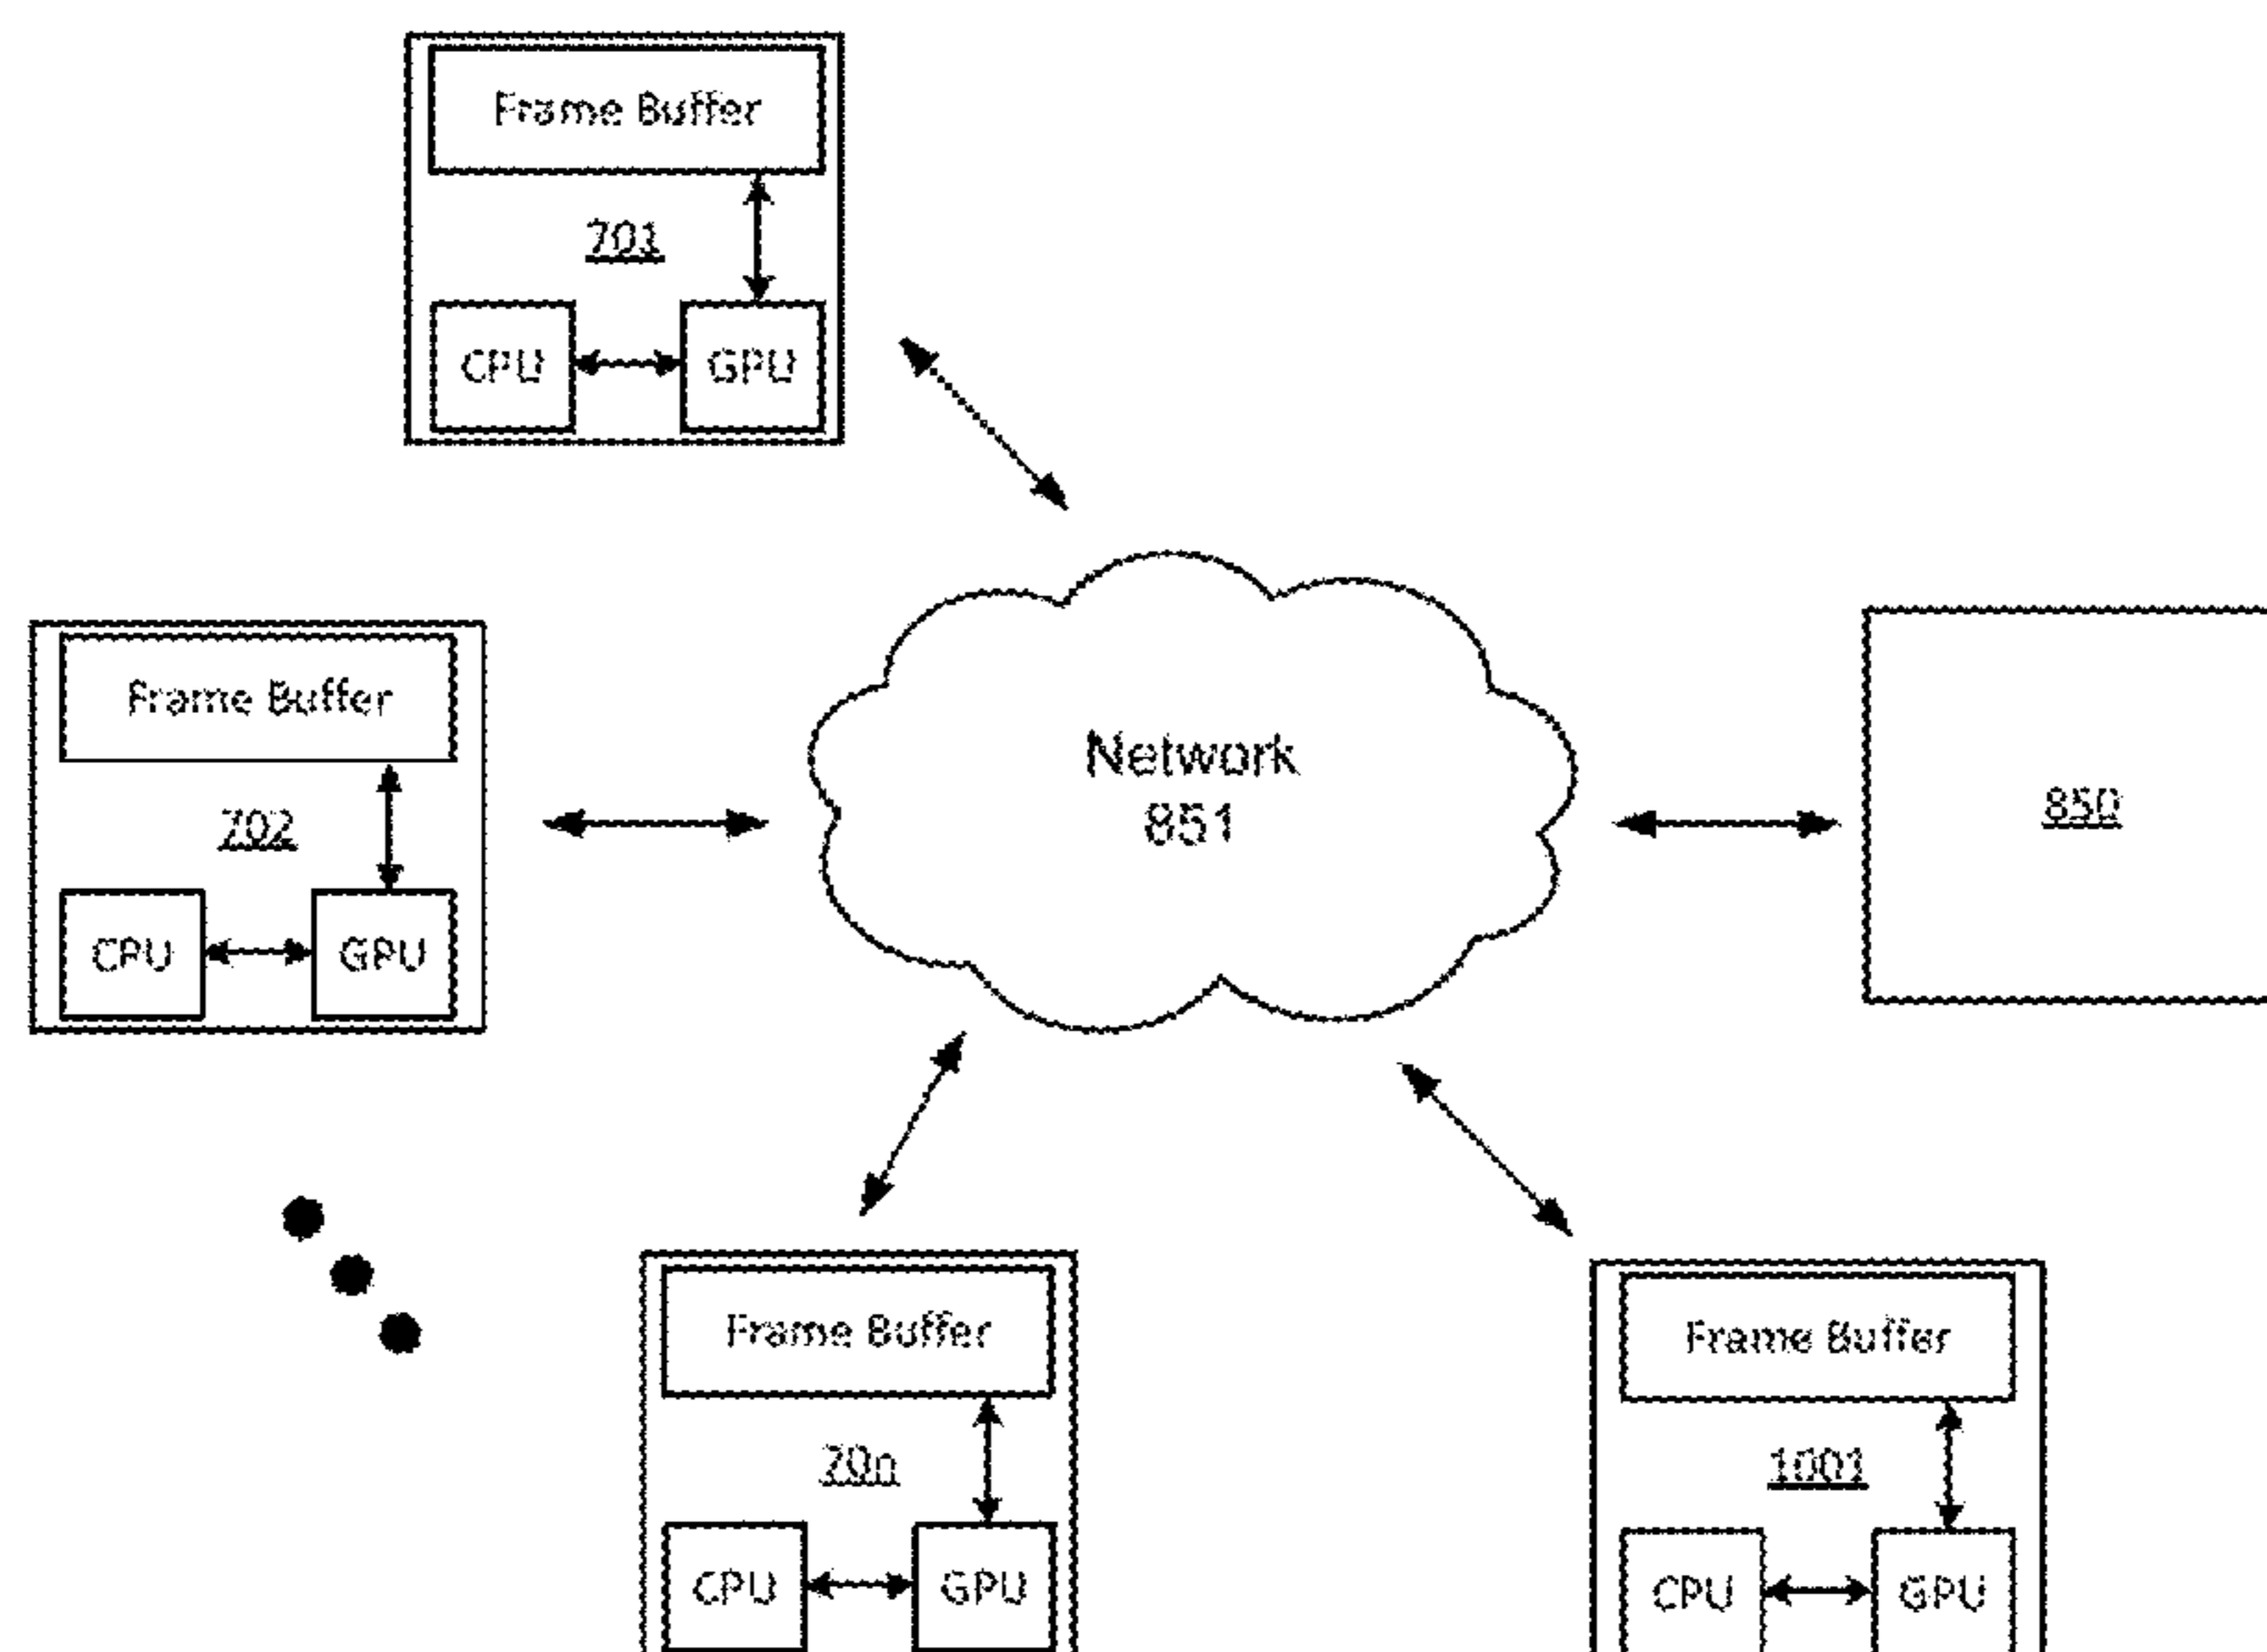 Frame Buffer
701
CPU GPU
Frame Buffer
702
CPU GPU
Network
851
850
Frame Buffer
70n
CPU GPU
Frame Buffer
1001
CPU GPU